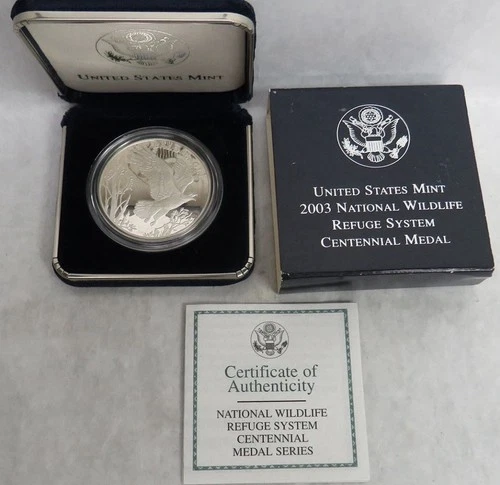 UNITED STATES MINT
UNITED STATES MINT
2003 NATIONAL WILDLIFE
REFUGE SYSTEM
CENTENNIAL MEDAL
Certificate of
Authenticity
NATIONAL WILDLIFE
REFUGE SYSTEM
CENTENNIAL
MEDAL SERIES